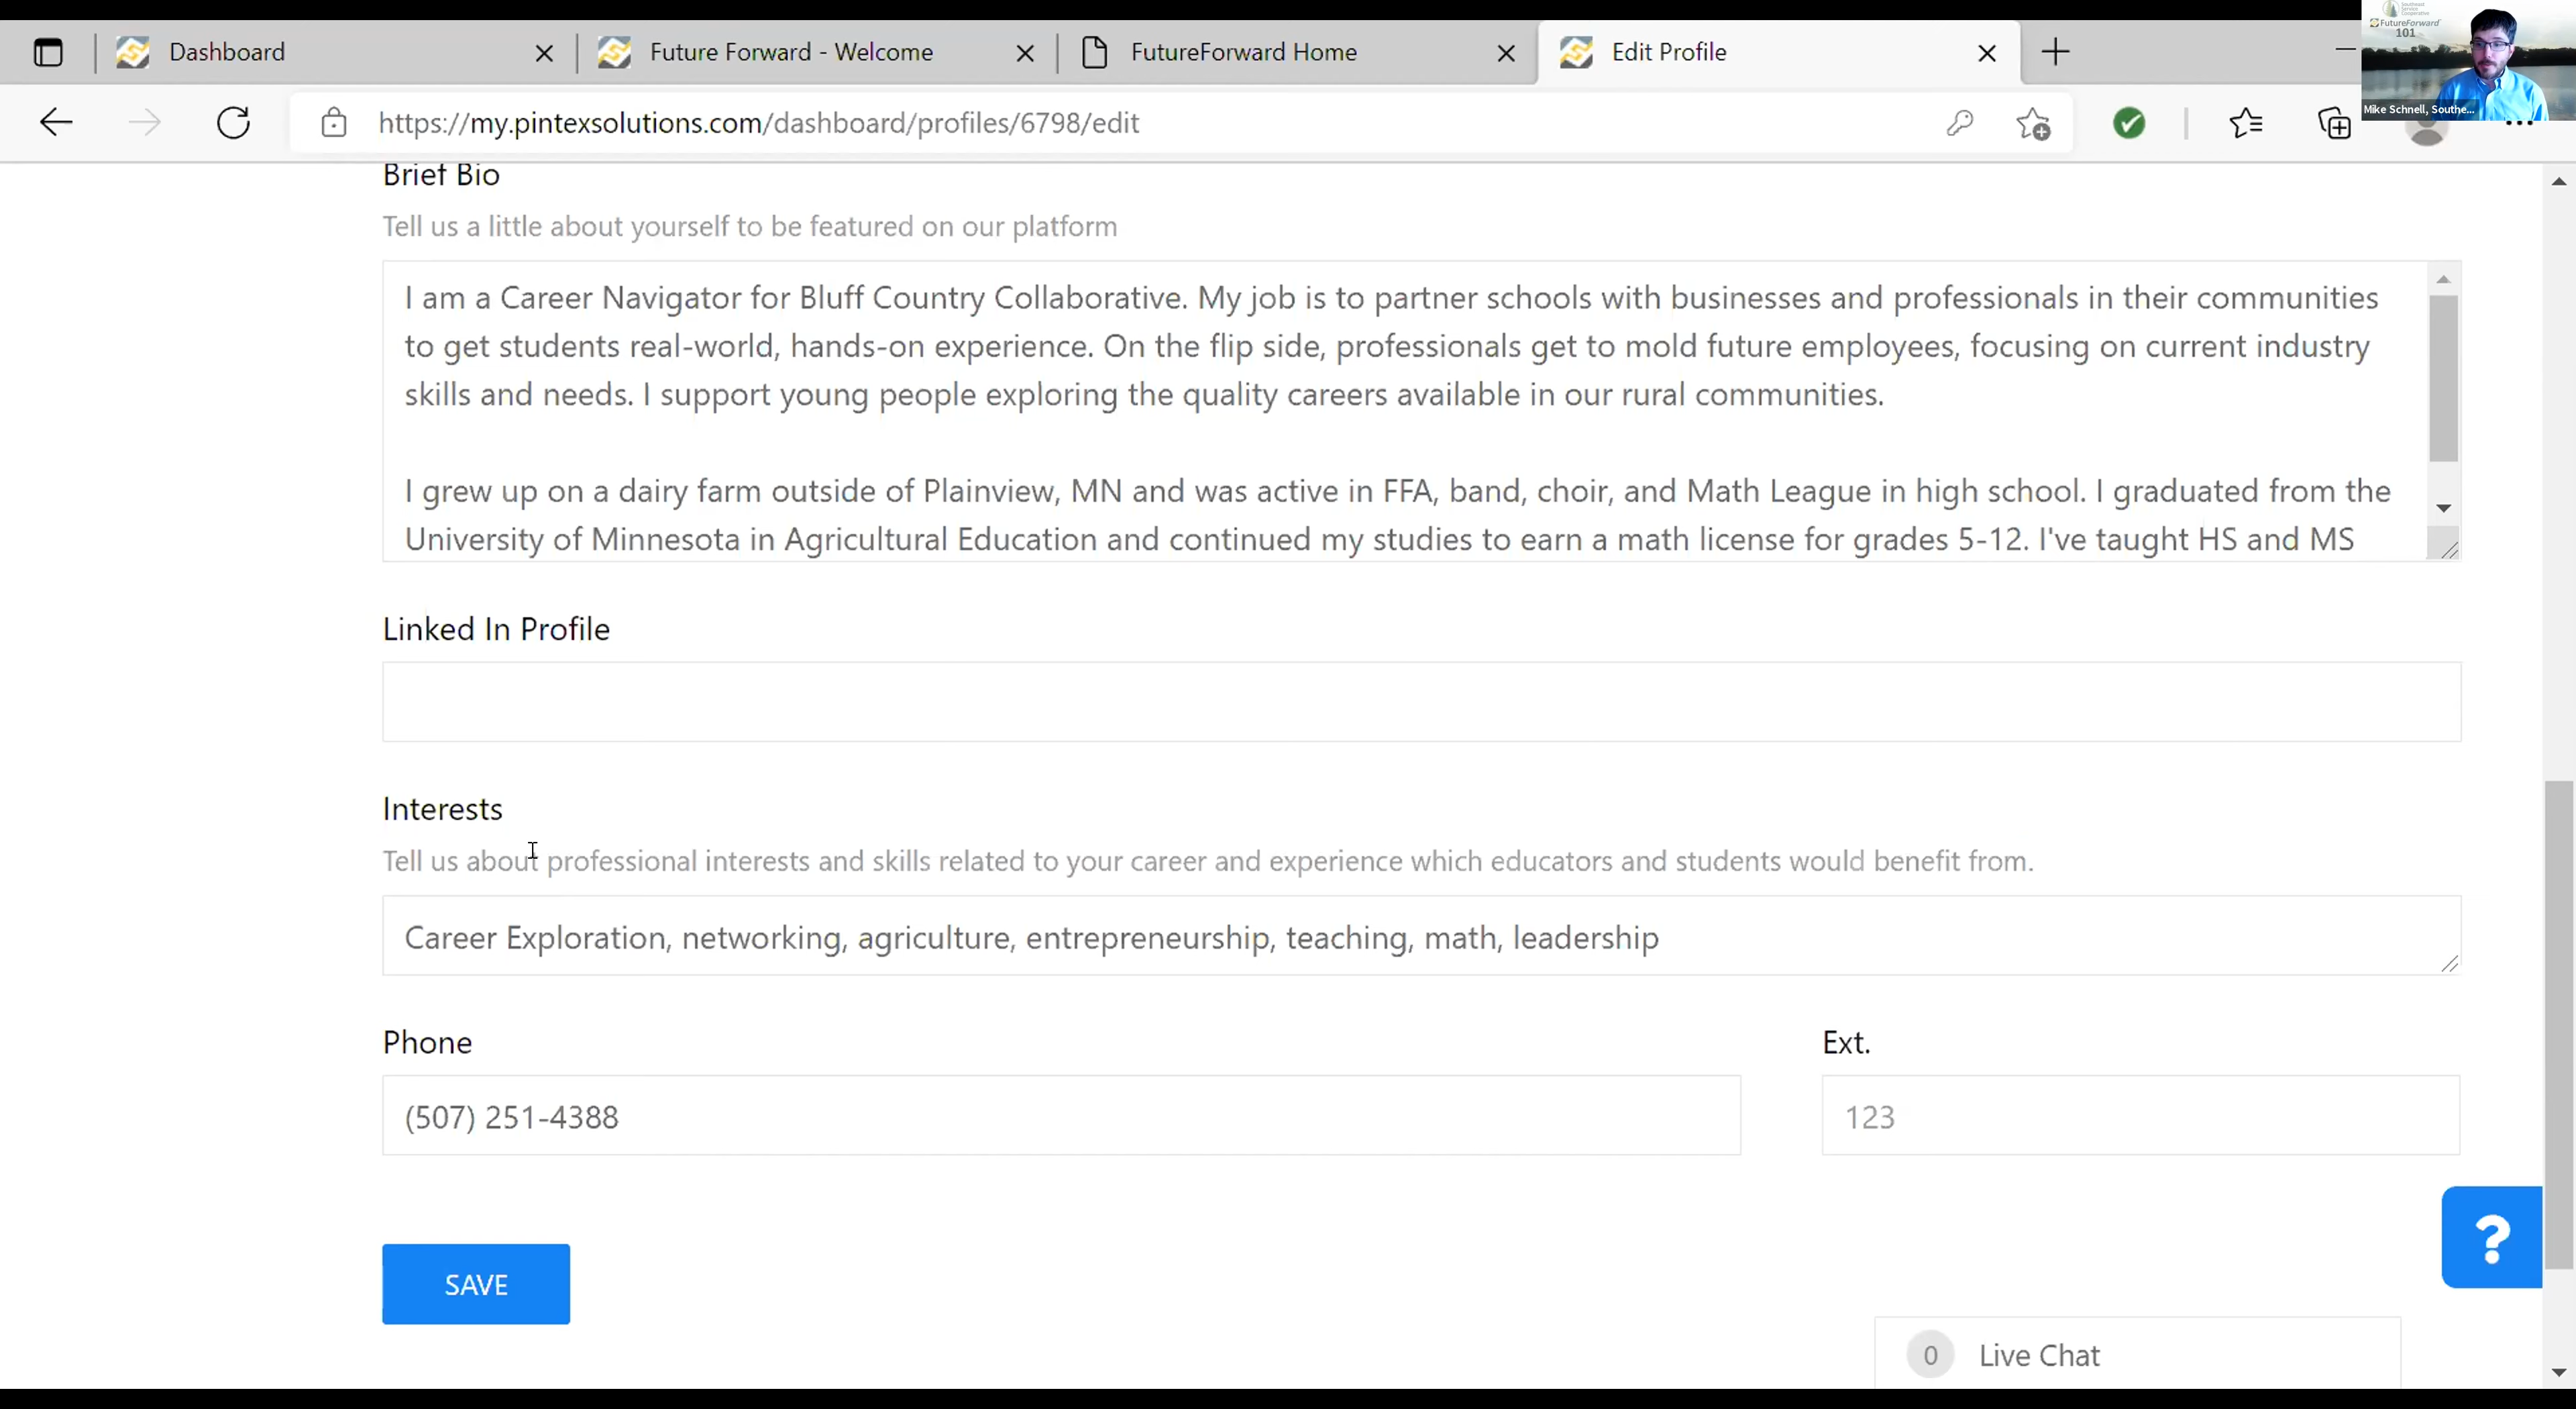 Dashboard
Future Forward - Welcome
FutureForward Home
Edit Profile
Southeast
Service
Cooperative
FutureForward
101
Mike Schnell, Southe...
https://my.pintexsolutions.com/dashboard/profiles/6798/edit
Brief Bio
Tell us a little about yourself to be featured on our platform
I am a Career Navigator for Bluff Country Collaborative. My job is to partner schools with businesses and professionals in their communities
to get students real-world, hands-on experience. On the flip side, professionals get to mold future employees, focusing on current industry
skills and needs. I support young people exploring the quality careers available in our rural communities.
I grew up on a dairy farm outside of Plainview, MN and was active in FFA, band, choir, and Math League in high school. I graduated from the
University of Minnesota in Agricultural Education and continued my studies to earn a math license for grades 5-12. I've taught HS and MS
Linked In Profile
Interests
Tell us about professional interests and skills related to your career and experience which educators and students would benefit from.
Career Exploration, networking, agriculture, entrepreneurship, teaching, math, leadership
Phone
Ext.
(507) 251-4388
123
?
SAVE
0 Live Chat